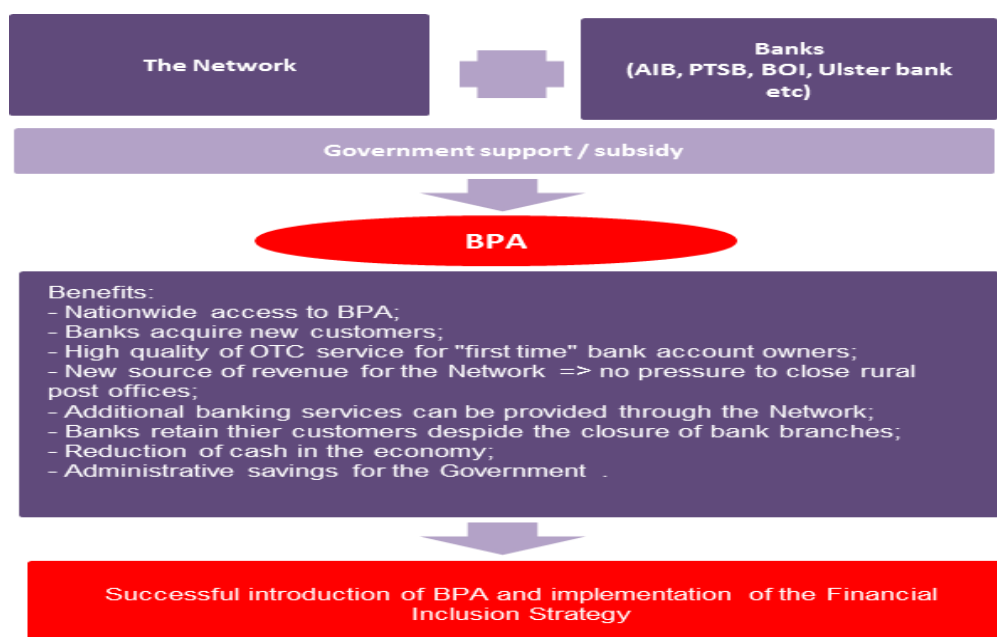 The Network
Banks
(AIB, PTSB, BOI, Ulster bank
etc)
Government support / subsidy
BPA
Benefits:
- Nationwide access to BPA;
- Banks acquire new customers;
- High quality of OTC service for "first time" bank account owners;
- New source of revenue for the Network => no pressure to close rural
post offices;
- Additional banking services can be provided through the Network;
- Banks retain thier customers despide the closure of bank branches;
- Reduction of cash in the economy;
- Administrative savings for the Government .
Successful introduction of BPA and implementation of the Financial
Inclusion Strategy